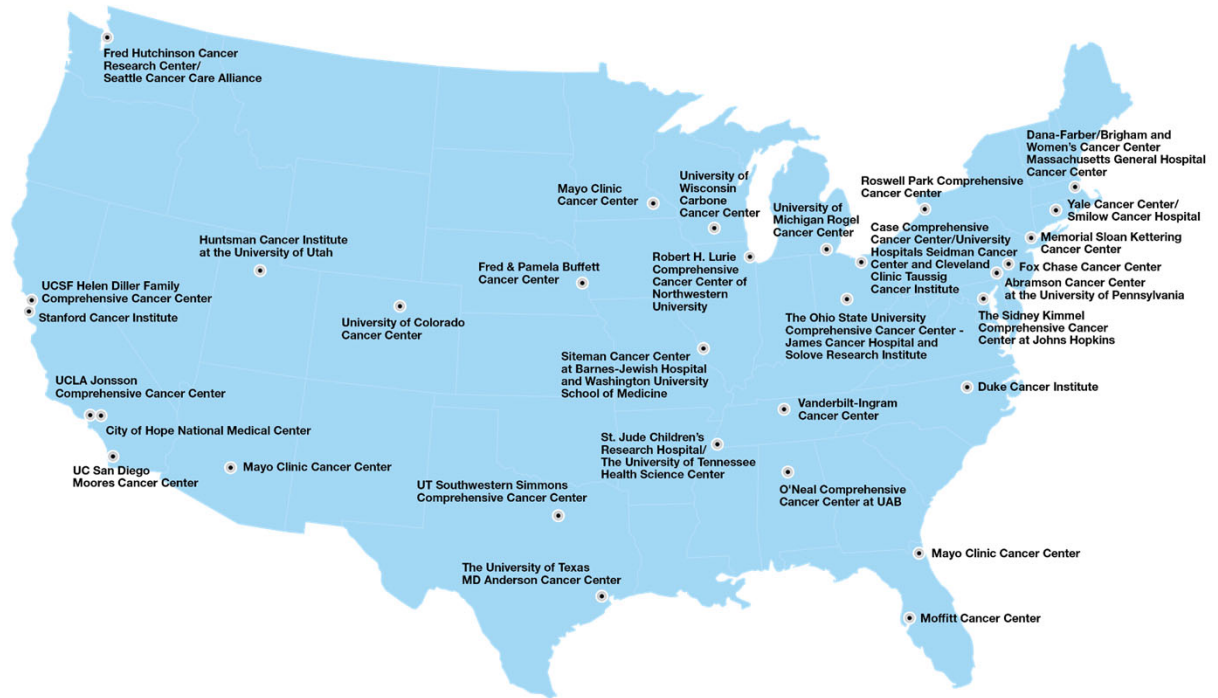 Fred Hutchinson Cancer
Research Center/
Seattle Cancer Care Alliance
Dana-Farber/Brigham and
Women's Cancer Center
Massachusetts General Hospital
Cancer Center
Mayo Clinic
Cancer Center
University of
Wisconsin
Carbone
Cancer Center
University of
Michigan Rogel
Cancer Center
Roswell Park Comprehensive
Cancer Center
Yale Cancer Center/
Smilow Cancer Hospital
Case Comprehensive
Cancer Center/University
Hospitals Seidman Cancer
Center and Cleveland
Clinic Taussig
Cancer Institute
Memorial Sloan Kettering
Cancer Center
Huntsman Cancer Institute
at the University of Utah
Fred & Pamela Buffett
Cancer Center
Robert H. Lurie
Comprehensive
Cancer Center of
Northwestern
University
Fox Chase Cancer Center
Abramson Cancer Center
at the University of Pennsylvania
UCSF Helen Diller Family
Comprehensive Cancer Center
Stanford Cancer Institute
University of Colorado
Cancer Center
The Ohio State University
Comprehensive Cancer Center -
James Cancer Hospital and
Solove Research Institute
The Sidney Kimmel
Comprehensive Cancer
Center at Johns Hopkins
Siteman Cancer Center
at Barnes-Jewish Hospital
and Washington University
School of Medicine
UCLA Jonsson
Comprehensive Cancer Center
Duke Cancer Institute
City of Hope National Medical Center
Vanderbilt-Ingram
Cancer Center
St. Jude Children's
Research Hospital/
The University of Tennessee
Health Science Center
UC San Diego
Moores Cancer Center
Mayo Clinic Cancer Center
UT Southwestern Simmons
Comprehensive Cancer Center
O'Neal Comprehensive
Cancer Center at UAB
Mayo Clinic Cancer Center
The University of Texas
MD Anderson Cancer Center
Moffitt Cancer Center